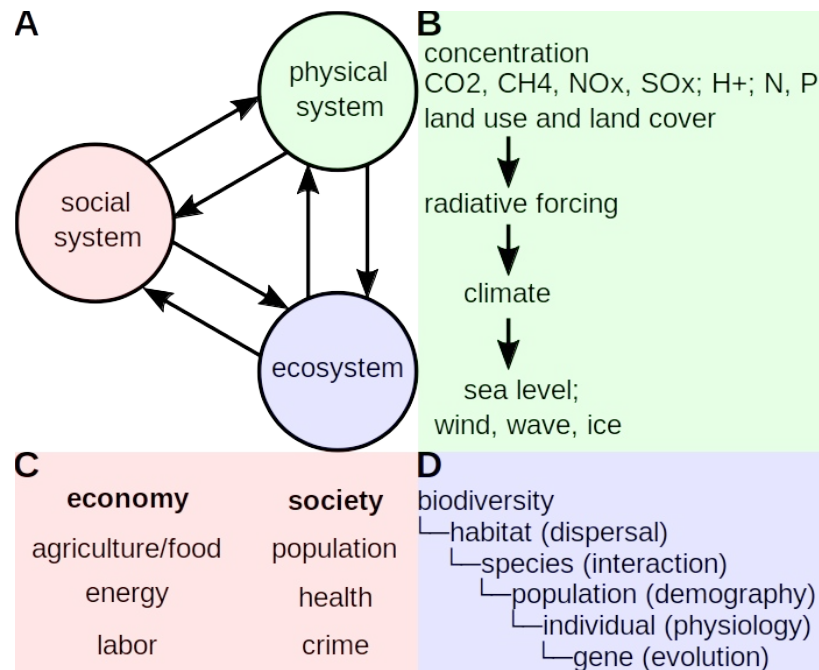 A
physical
system
social
system
ecosystem
B
concentration
CO2, CH4, NOx, SOx; H+; N, P
land use and land cover
radiative forcing
climate
sea level;
wind, wave, ice
C
economy
agriculture/food
energy
labor
society
population
health
crime
D
biodiversity
habitat (dispersal)
species (interaction)
population (demography)
individual (physiology)
gene (evolution)